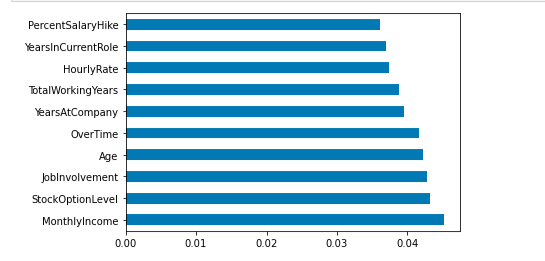 PercentSalaryHike
YearsInCurrentRole
HourlyRate
TotalWorkingYears
YearsAtCompany
OverTime
Age
JobInvolvement
StockOptionLevel
MonthlyIncome
0.00 0.01 0.02 0.03 0.04